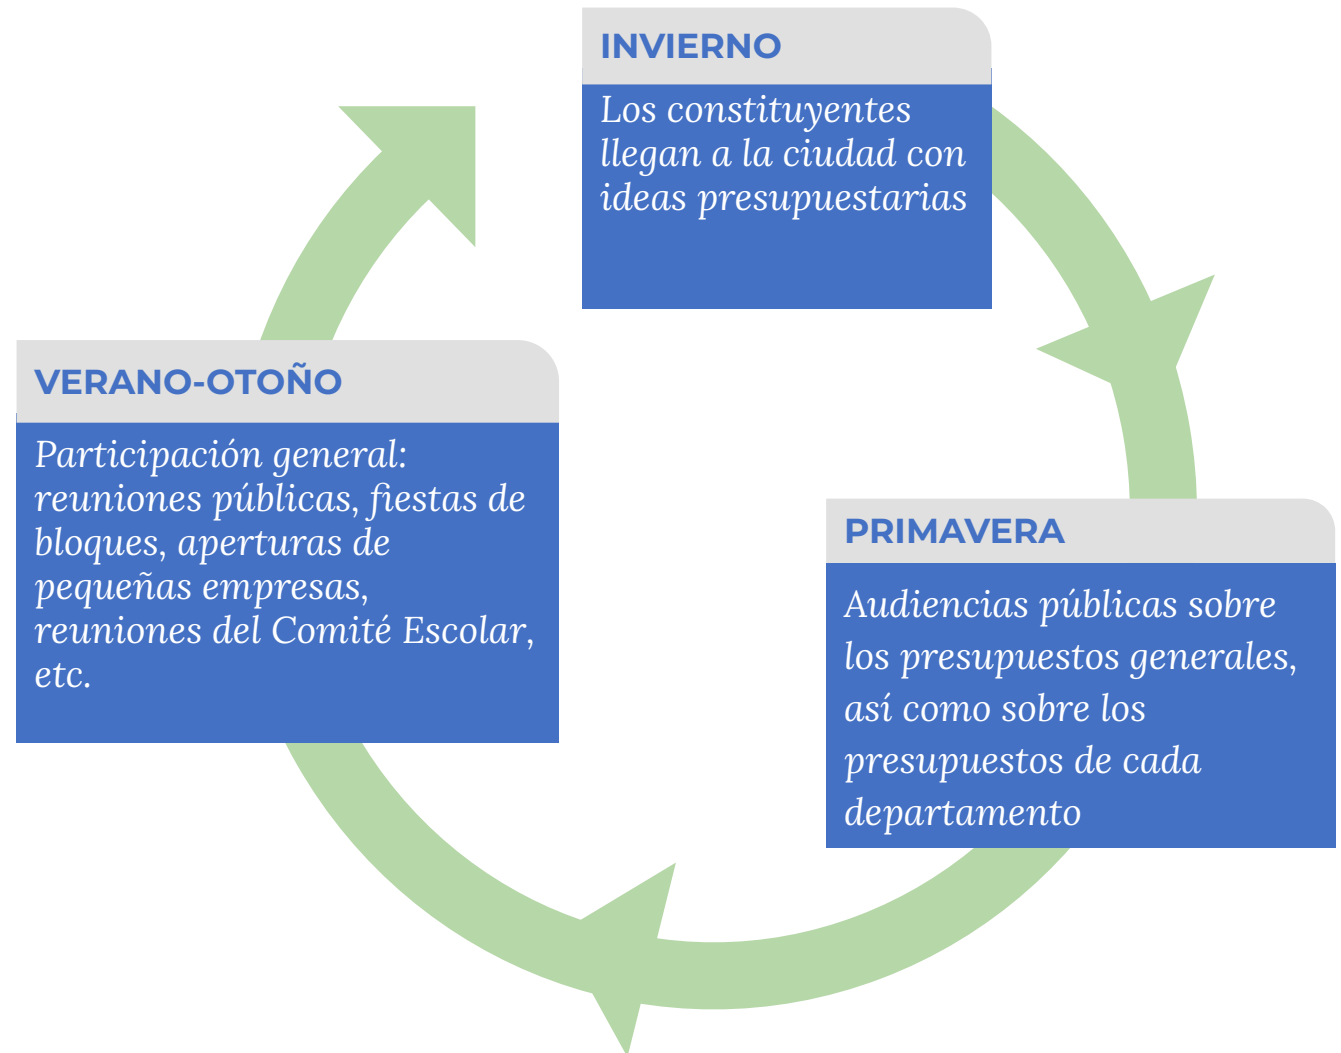 INVIERNO
Los constituyentes
llegan a la ciudad con
ideas presupuestarias
VERANO-OTOÑO
Participación general:
reuniones públicas, fiestas de
bloques, aperturas de
pequeñas empresas,
reuniones del Comité Escolar,
etc.
PRIMAVERA
Audiencias públicas sobre
los presupuestos generales,
así como sobre los
presupuestos de cada
departamento